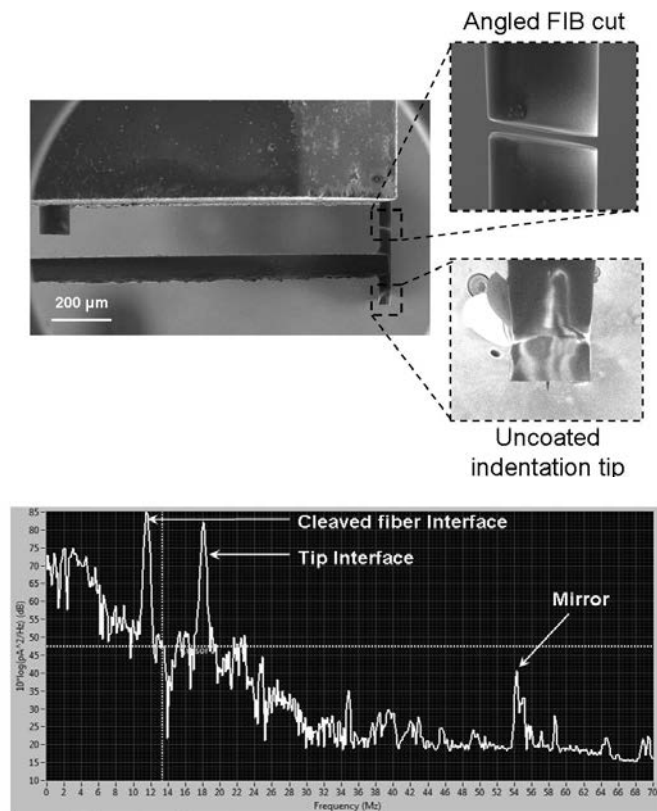 Angled FIB cut
200 µm
Uncoated
indentation tip
85
80
75
70
65
60
55
50
45
40
35
30
25
20
15
10
10*log(pA^2/Hz) (dB)
Cleaved fiber Interface
Tip Interface
Mirror
0 2 4 6 8 10 12 14 16 18 20 22 24 26 28 30 32 34 36 38 40 42 44 46 48 50 52 54 56 58 60 62 64 66 68 70
Frequency (Mz)